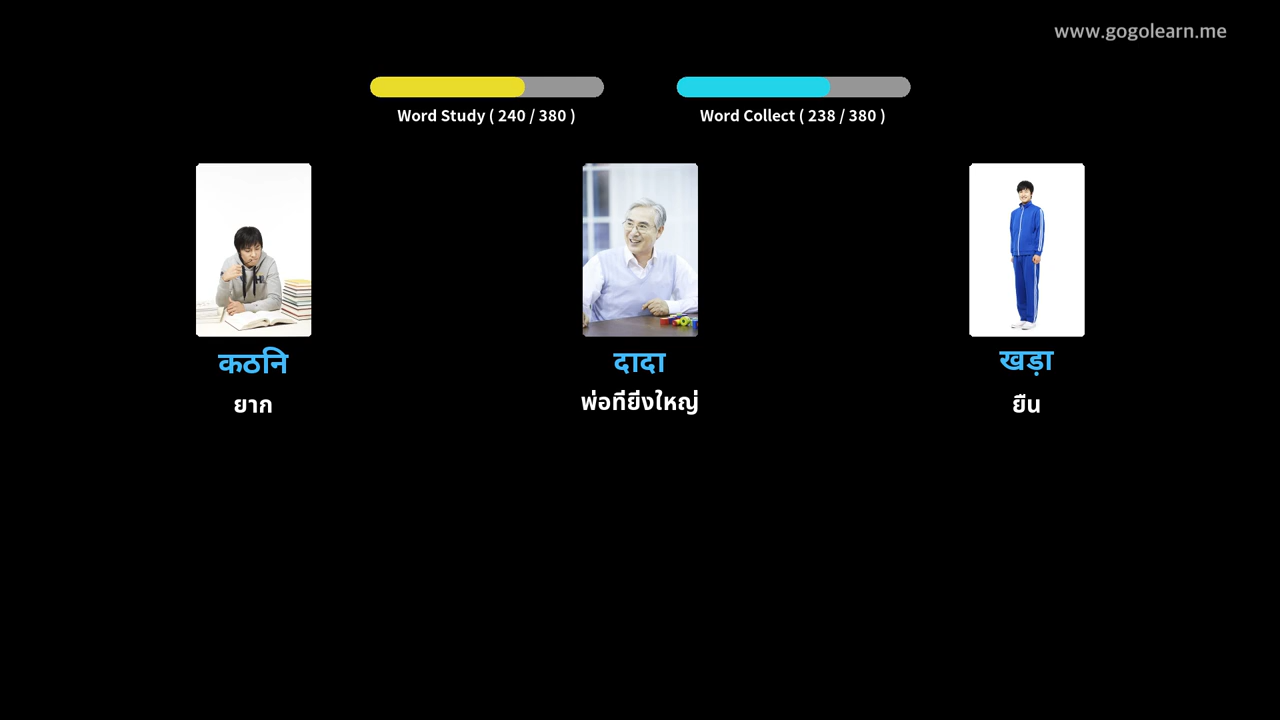 www.gogolearn.me
Word Study ( 240 / 380 )
Word Collect ( 238 / 380 )
कठनि
दादा
खड़ा
ยาก
พ่อที่ยิ่งใหญ่
ยืน